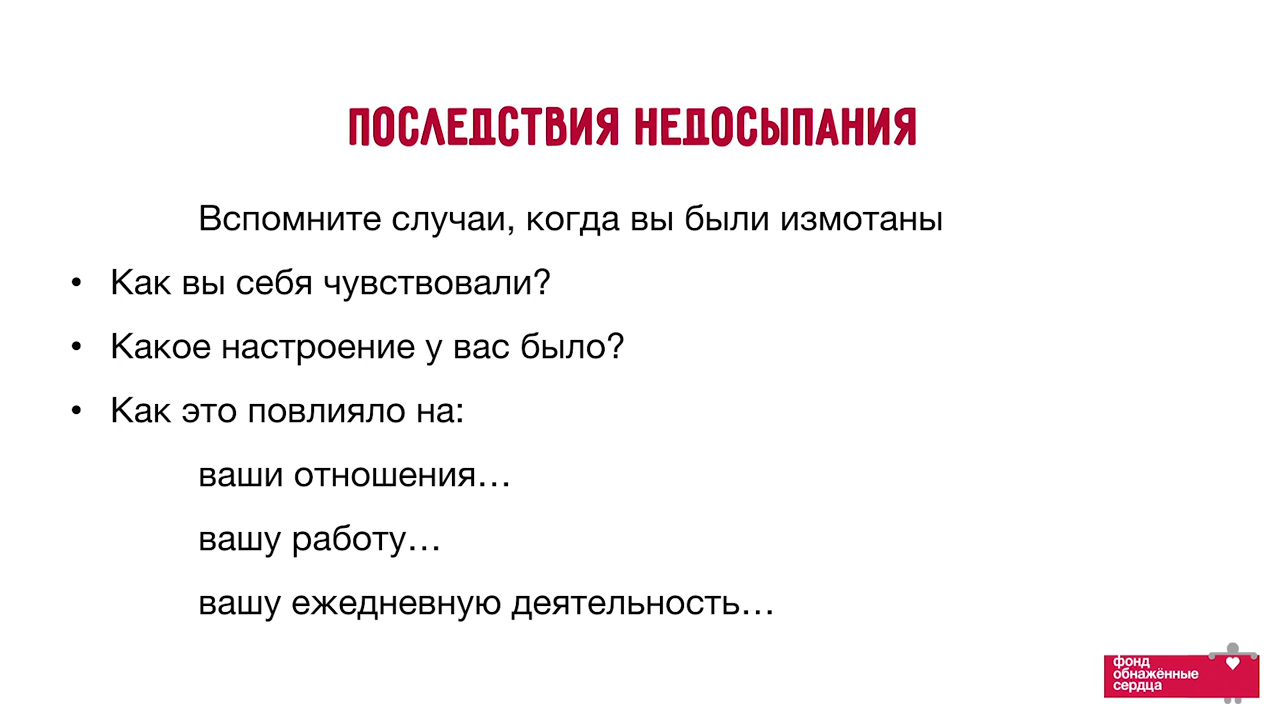 ПОСЛЕДСТВИЯ НЕДОСЫПАНИЯ
Вспомните случаи, когда вы были измотаны
• Как вы себя чувствовали?
• Какое настроение у вас было?
• Как это повлияло на:
ваши отношения…
вашу работу…
вашу ежедневную деятельность…
фонд
обнажённые
сердца